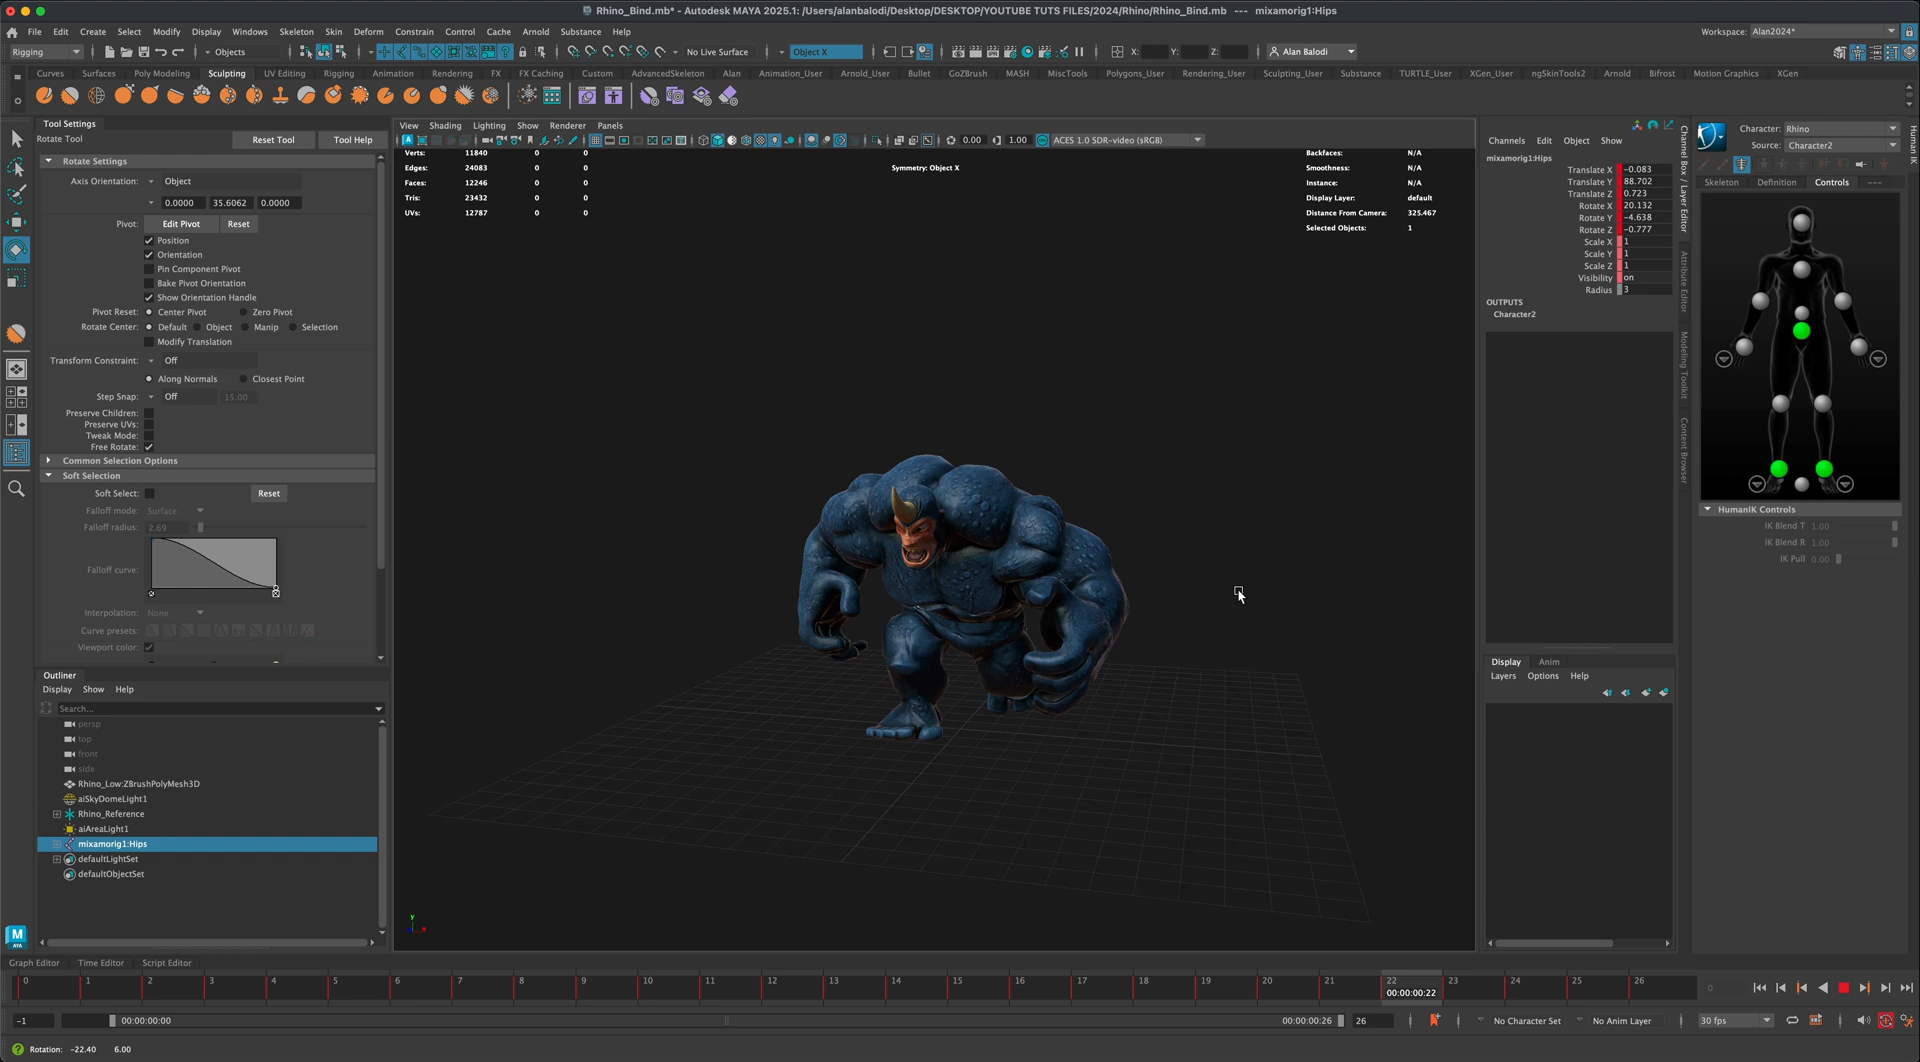 Rhino_Bind.mb* - Autodesk MAYA 2025.1: /Users/alanbalodi/Desktop/DESKTOP/YOUTUBE TUTS FILES/2024/Rhino/Rhino_Bind.mb --- mixamorig1:Hips
File Edit Create Select Modify Display Windows Skeleton Skin Deform Constrain Control Cache Arnold Substance Help
Workspace: Alan2024*
Rigging Objects No Live Surface Object X X: Y: Z: Alan Balodi
Curves Surfaces Poly Modeling Sculpting UV Editing Rigging Animation Rendering FX FX Caching Custom AdvancedSkeleton Alan Animation_User Arnold_User Bullet GoZBrush MASH MiscTools Polygons_User Rendering_User Sculpting_User Substance TURTLE_User XGen_User ngSkinTools2 Arnold Bifrost Motion Graphics XGen
Tool Settings
Rotate Tool Reset Tool Tool Help
Rotate Settings
Axis Orientation: Object
0.0000 35.6062 0.0000
Pivot: Edit Pivot Reset
Position
Orientation
Pin Component Pivot
Bake Pivot Orientation
Show Orientation Handle
Pivot Reset: Center Pivot Zero Pivot
Rotate Center: Default Object Manip Selection
Modify Translation
Transform Constraint: Off
Along Normals Closest Point
Step Snap: Off 15.00
Preserve Children:
Preserve UVs:
Tweak Mode:
Free Rotate:
Common Selection Options
Soft Selection
Soft Select: Reset
Falloff mode: Surface
Falloff radius: 2.69
Falloff curve:
Interpolation: None
Curve presets:
Viewport color:
Outliner
Display Show Help
Search...
persp
top
front
side
Rhino_Low:ZBrushPolyMesh3D
aiSkyDomeLight1
Rhino_Reference
aiAreaLight1
mixamorig1:Hips
defaultLightSet
defaultObjectSet
View Shading Lighting Show Renderer Panels
0.00 1.00 ACES 1.0 SDR-video (sRGB)
Verts: 11840 0 0
Edges: 24083 0 0
Faces: 12246 0 0
Tris: 23432 0 0
UVs: 12787 0 0
Symmetry: Object X
Backfaces: N/A
Smoothness: N/A
Instance: N/A
Display Layer: default
Distance From Camera: 325.467
Selected Objects: 1
y
x
Channels Edit Object Show
mixamorig1:Hips
Translate X -0.083
Translate Y 88.702
Translate Z 0.723
Rotate X 20.132
Rotate Y -4.638
Rotate Z -0.777
Scale X 1
Scale Y 1
Scale Z 1
Visibility on
Radius 3
OUTPUTS
Character2
Display Anim
Layers Options Help
Channel Box / Layer Editor
Attribute Editor
Modeling Toolkit
Content Browser
Character: Rhino
Source: Character2
Human IK
Skeleton Definition Controls ---
HumanIK Controls
IK Blend T 1.00
IK Blend R 1.00
IK Pull 0.00
M
AYA
Graph Editor Time Editor Script Editor
0 1 2 3 4 5 6 7 8 9 10 11 12 13 14 15 16 17 18 19 20 21 22 23 24 25 26 0
00:00:00:22
-1 00:00:00:00 00:00:00:26 26 No Character Set No Anim Layer 30 fps
Rotation: -22.40 6.00